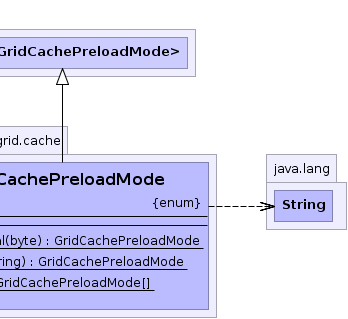 GridCachePreloadMode>
grid.cache
java.lang
CachePreloadMode
{enum}
String
l(byte) : GridCachePreloadMode
ring) : GridCachePreloadMode
GridCachePreloadMode[]